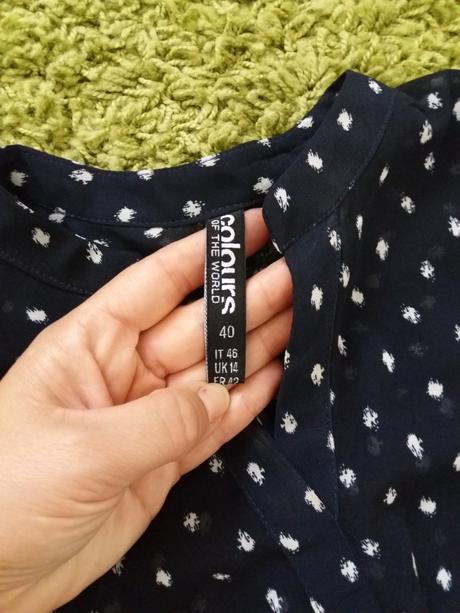 colours
OF THE WORLD
40
IT 46
UK 14
FR 42